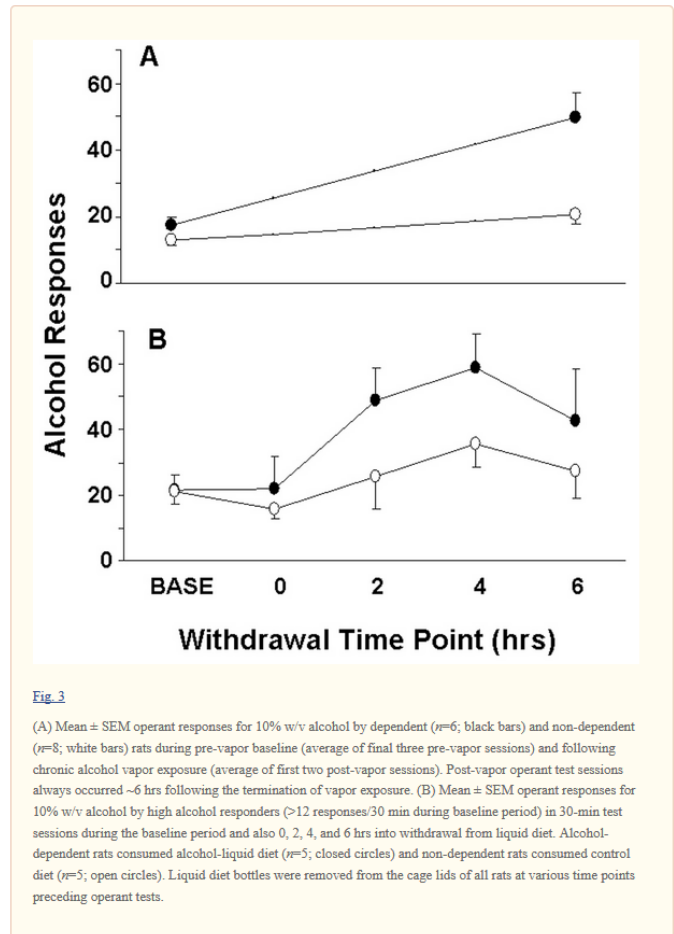 A
60
40
20
0
Alcohol Responses
B
60
40
20
0
BASE 0 2 4 6
Withdrawal Time Point (hrs)
Fig. 3
(A) Mean ± SEM operant responses for 10% w/v alcohol by dependent (n=6; black bars) and non-dependent
(n=8; white bars) rats during pre-vapor baseline (average of final three pre-vapor sessions) and following
chronic alcohol vapor exposure (average of first two post-vapor sessions). Post-vapor operant test sessions
always occurred ~6 hrs following the termination of vapor exposure. (B) Mean ± SEM operant responses for
10% w/v alcohol by high alcohol responders (>12 responses/30 min during baseline period) in 30-min test
sessions during the baseline period and also 0, 2, 4, and 6 hrs into withdrawal from liquid diet. Alcohol-
dependent rats consumed alcohol-liquid diet (n=5; closed circles) and non-dependent rats consumed control
diet (n=5; open circles). Liquid diet bottles were removed from the cage lids of all rats at various time points
preceding operant tests.